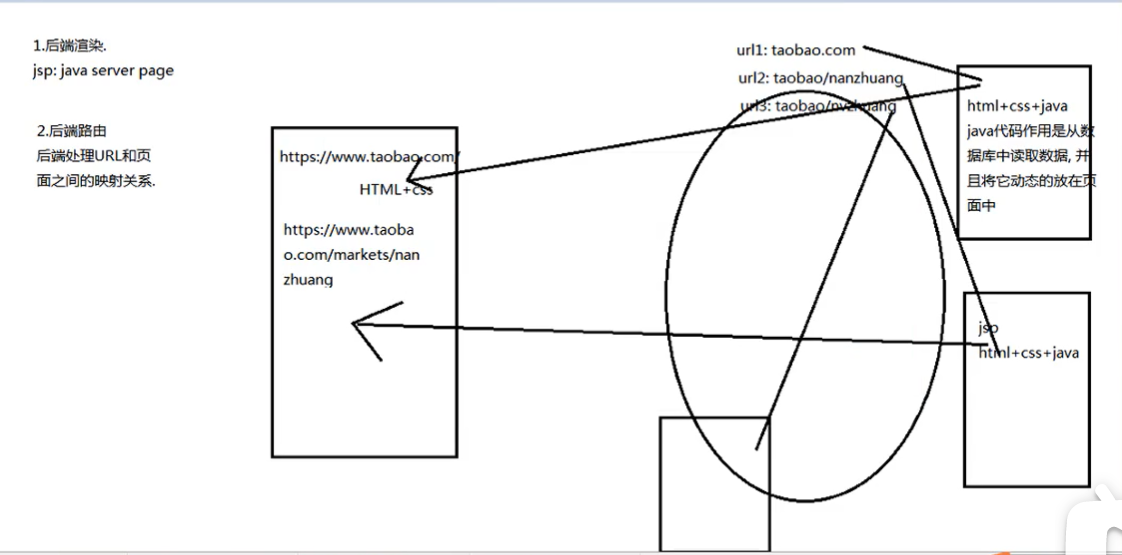 1.后端渲染.
jsp: java server page
2.后端路由
后端处理URL和页
面之间的映射关系.
https://www.taobao.com/
HTML+css
https://www.taoba
o.com/markets/nan
zhuang
url1: taobao.com
url2: taobao/nanzhuang
url3: taobao/nvzhuang
html+css+java
java代码作用是从数
据库中读取数据, 并
且将它动态的放在页
面中
jsp
html+css+java